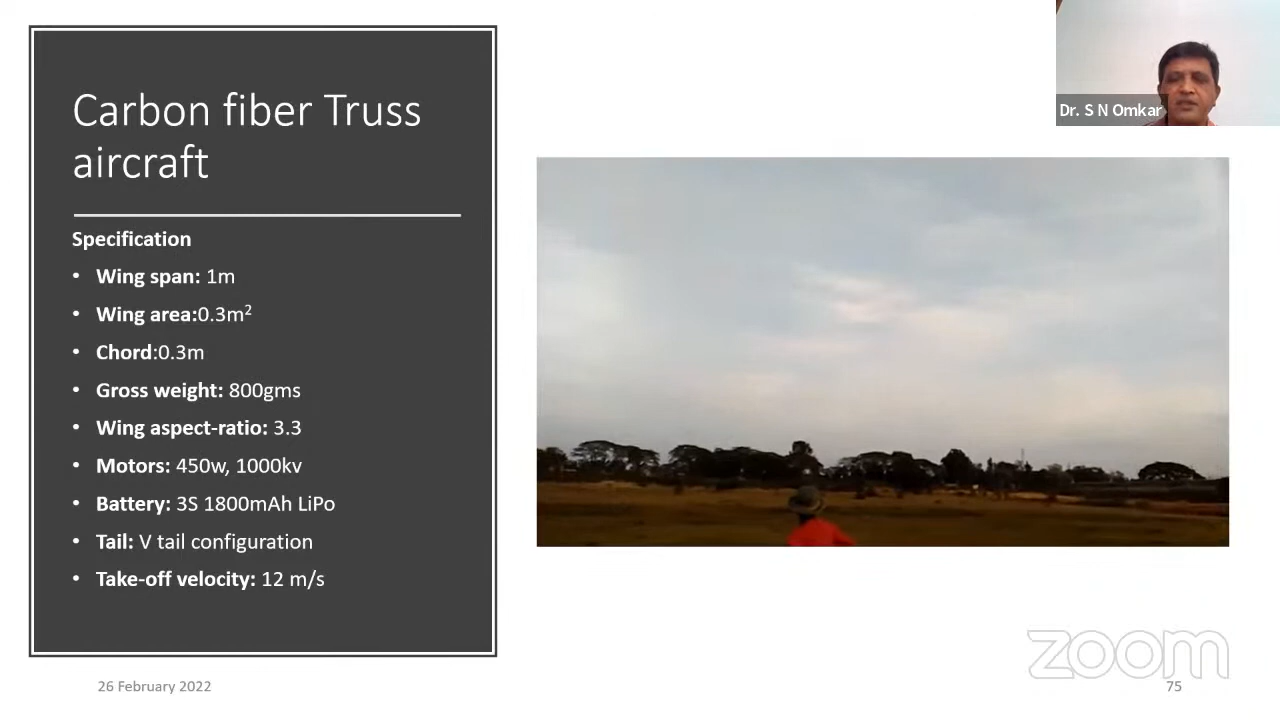 Carbon fiber Truss
aircraft
Specification
• Wing span: 1m
• Wing area:0.3m²
• Chord:0.3m
• Gross weight: 800gms
• Wing aspect-ratio: 3.3
• Motors: 450w, 1000kv
• Battery: 3S 1800mAh LiPo
• Tail: V tail configuration
• Take-off velocity: 12 m/s
Dr. S N Omkar
zoom
26 February 2022
75